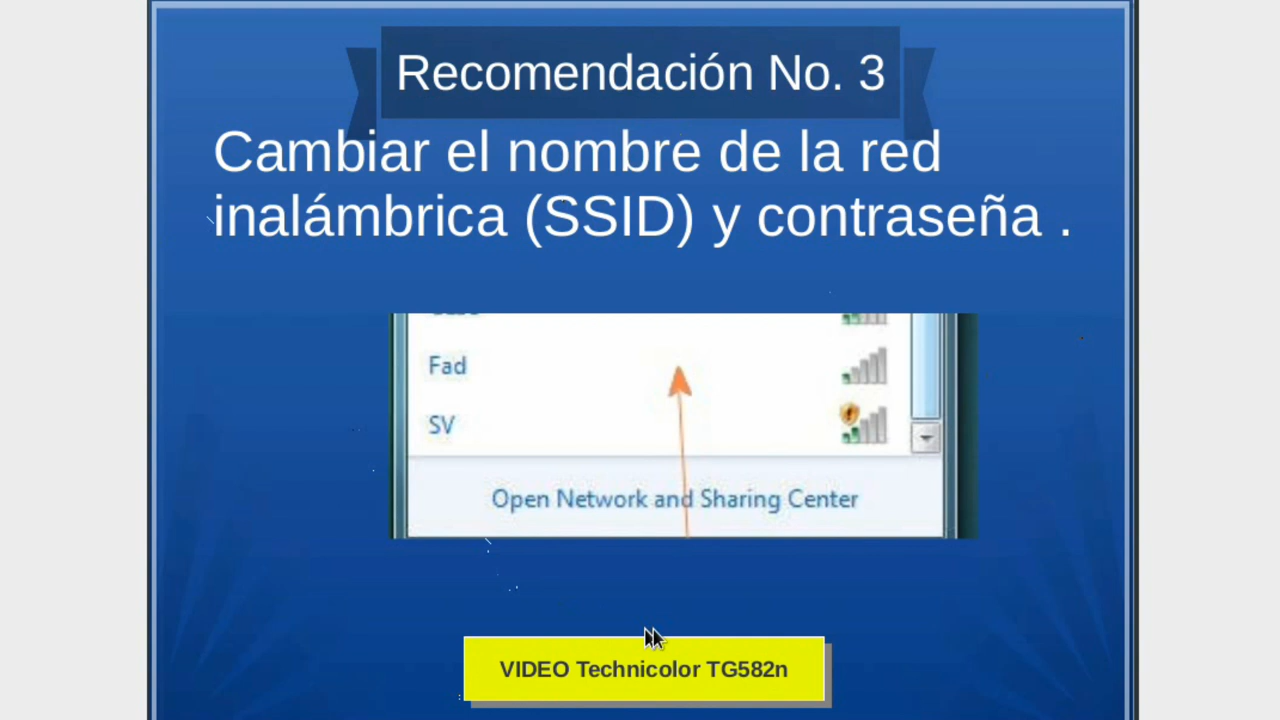 Recomendación No. 3
Cambiar el nombre de la red
inalámbrica (SSID) y contraseña .
Fad
SV
Open Network and Sharing Center
VIDEO Technicolor TG582n